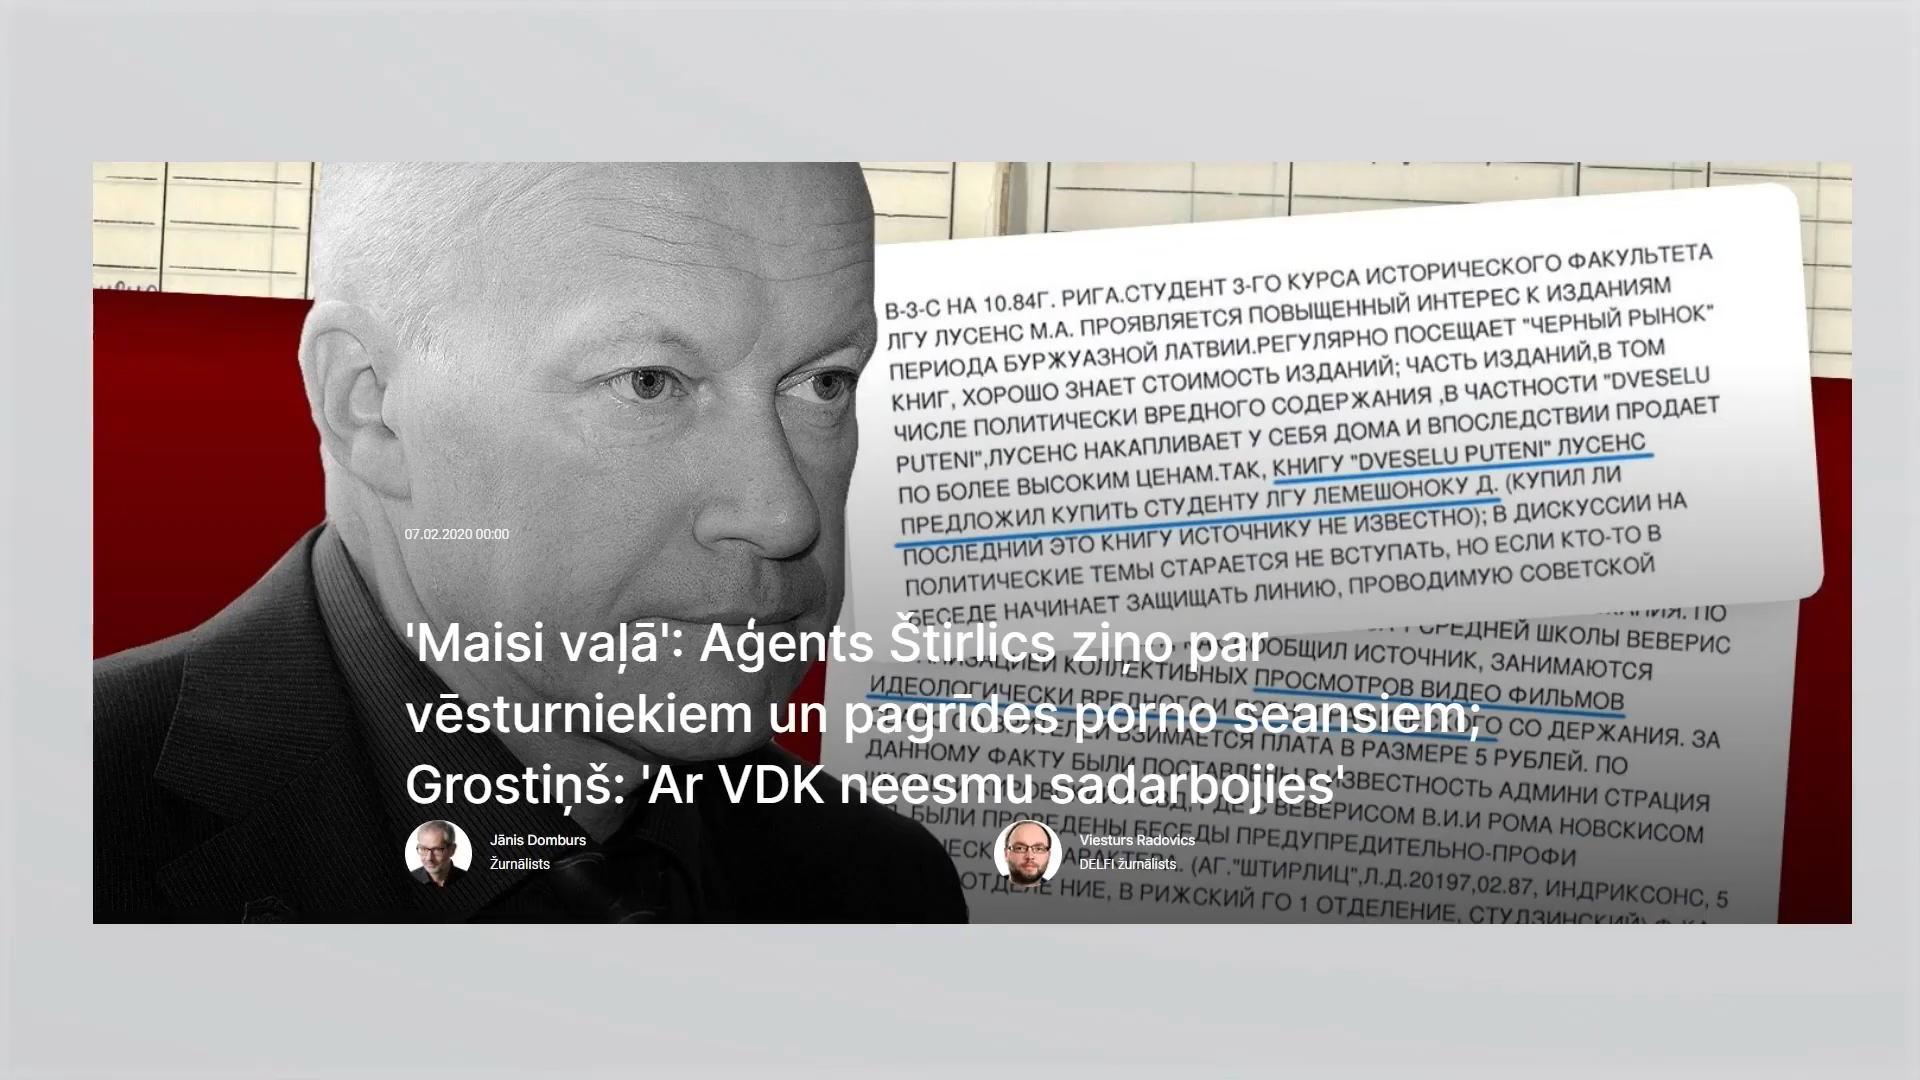 В-3-С НА 10.84Г. РИГА.СТУДЕНТ 3-ГО КУРСА ИСТОРИЧЕСКОГО ФАКУЛЬТЕТА
ЛГУ ЛУСЕНС М.А. ПРОЯВЛЯЕТСЯ ПОВЫЩЕННЫЙ ИНТЕРЕС К ИЗДАНИЯМ
ПЕРИОДА БУРЖУАЗНОЙ ЛАТВИИ.РЕГУЛЯРНО ПОСЕЩАЕТ "ЧЕРНЫЙ РЫНОК"
КНИГ, ХОРОШО ЗНАЕТ СТОИМОСТЬ ИЗДАНИЙ; ЧАСТЬ ИЗДАНИЙ,В ТОМ
ЧИСЛЕ ПОЛИТИЧЕСКИ ВРЕДНОГО СОДЕРЖАНИЯ ,В ЧАСТНОСТИ "DVESELU
PUTENI",ЛУСЕНС НАКАПЛИВАЕТ У СЕБЯ ДОМА И ВПОСЛЕДСТВИИ ПРОДАЕТ
ПО БОЛЕЕ ВЫСОКИМ ЦЕНАМ.ТАК, КНИГУ "DVESELU PUTENI" ЛУСЕНС
ПРЕДЛОЖИЛ КУПИТЬ СТУДЕНТУ ЛГУ ЛЕМЕШОНОКУ Д. (КУПИЛ ЛИ
ПОСЛЕДНИЙ ЭТО КНИГУ ИСТОЧНИКУ НЕ ИЗВЕСТНО); В ДИСКУССИИ НА
ПОЛИТИЧЕСКИЕ ТЕМЫ СТАРАЕТСЯ НЕ ВСТУПАТЬ, НО ЕСЛИ КТО-ТО В
БЕСЕДЕ НАЧИНАЕТ ЗАЩИЩАТЬ ЛИНИЮ, ПРОВОДИМУЮ СОВЕТСКОЙ
ПО
СРЕДНЕЙ ШКОЛЫ ВЕВЕРИС
СООБЩИЛ ИСТОЧНИК, ЗАНИМАЮТСЯ
КОЛЛЕКТИВНЫХ ПРОСМОТРОВ ВИДЕО ФИЛЬМОВ
ИДЕОЛОГИЧЕСКИ ВРЕДНОГО И СО ДЕРЖАНИЯ. ЗА
ВЗИМАЕТСЯ ПЛАТА В РАЗМЕРЕ 5 РУБЛЕЙ. ПО
ДАННОМУ ФАКТУ БЫЛИ ПОСТАВЛЕНЫ В ИЗВЕСТНОСТЬ АДМИНИ СТРАЦИЯ
ГДЕ С ВЕВЕРИСОМ В.И.И РОМА НОВСКИСОМ
БЫЛИ ПРОВЕДЕНЫ БЕСЕ ДЫ ПРЕДУПРЕДИТЕЛЬНО-ПРОФИ
(АГ."ШТИРЛИЦ",Л.Д.20197,02.87, ИНДРИКСОНС, 5
ОТДЕЛЕ НИЕ, В РИЖСКИЙ ГО 1 ОТДЕЛЕНИЕ, СТУДЗИНСКИЙ)
07.02.2020 00:00
'Maisi vaļā': Aģents Štirlics ziņo par
vēsturniekiem un pagrīdes porno seansiem;
Grostiņš: 'Ar VDK neesmu sadarbojies'
Jānis Domburs
Žurnālists
Viesturs Radovics
DELFI žurnālists